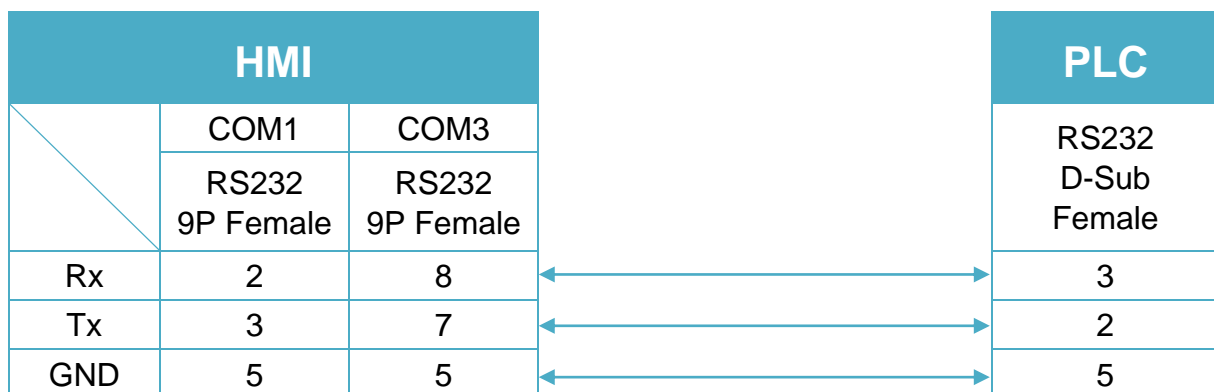 HMI PLC
COM1 COM3
RS232
9P Female
RS232
9P Female
RS232
D-Sub
Female
Rx 2 8 3
Tx 3 7 2
GND 5 5 5